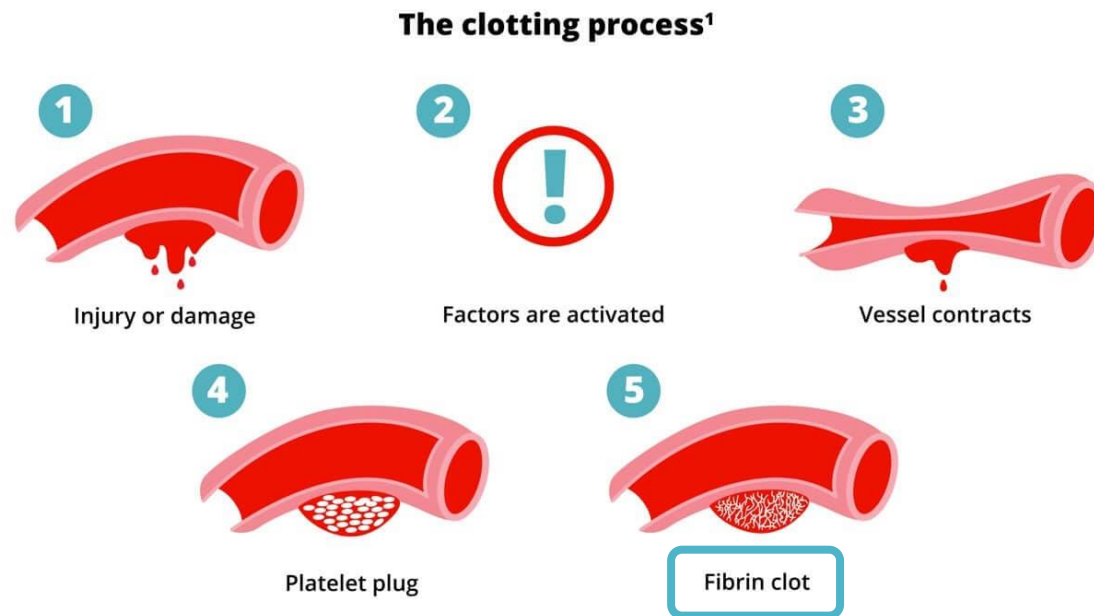 The clotting process¹
1
2
3
Injury or damage
Factors are activated
Vessel contracts
4
5
Platelet plug
Fibrin clot